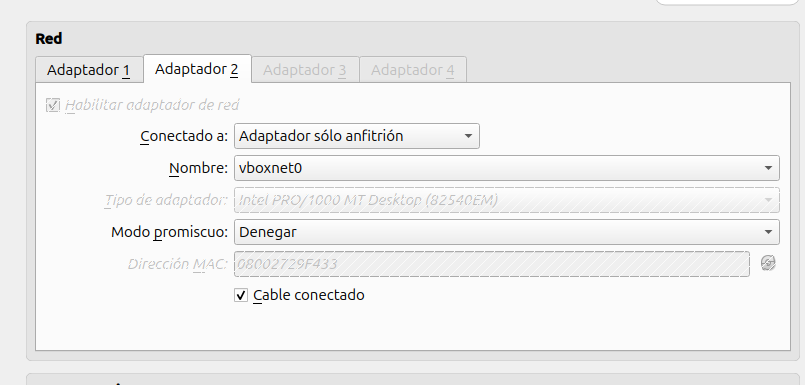 Red
Adaptador 1 Adaptador 2 Adaptador 3 Adaptador 4
Habilitar adaptador de red
Conectado a: Adaptador sólo anfitrión
Nombre: vboxnet0
Tipo de adaptador: Intel PRO/1000 MT Desktop (82540EM)
Modo promiscuo: Denegar
Dirección MAC: 08002729F433
Cable conectado